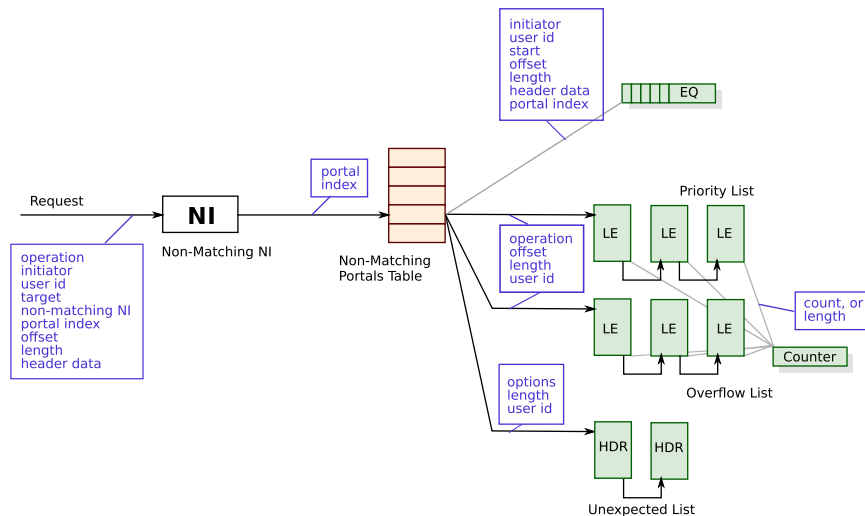 initiator
user id
start
offset
length
header data
portal index
EQ
Request
NI
Non-Matching NI
portal
index
Non-Matching
Portals Table
operation
initiator
user id
target
non-matching NI
portal index
offset
length
header data
Priority List
LE
LE
LE
operation
offset
length
user id
LE
LE
LE
count, or
length
Counter
Overflow List
options
length
user id
HDR
HDR
Unexpected List